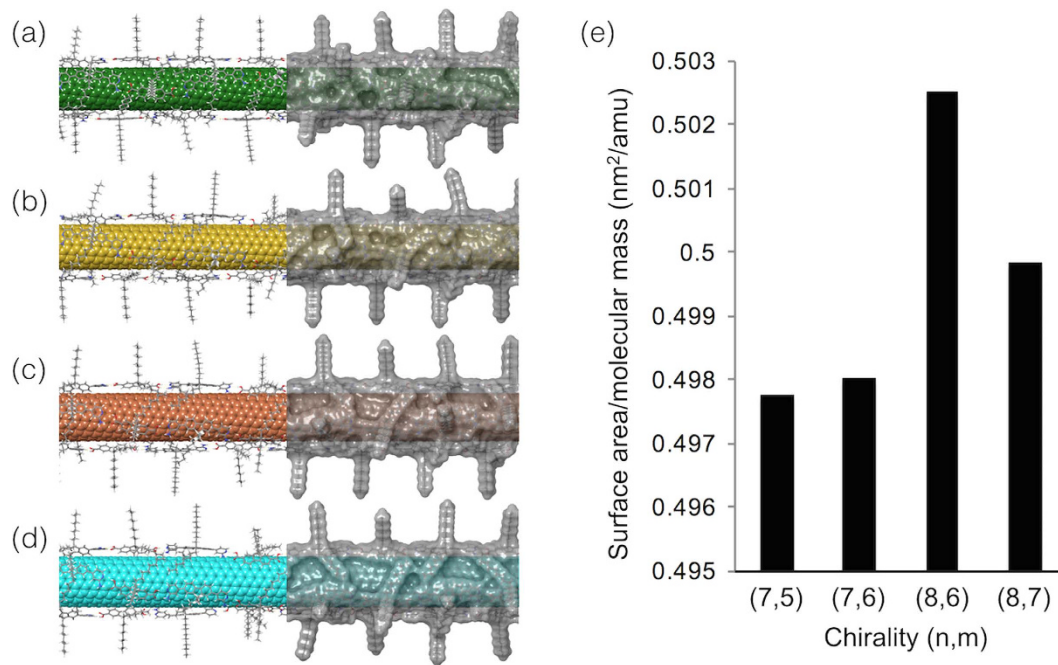 (a)
(b)
(c)
(d)
(e)
Surface area/molecular mass (nm²/amu)
0.503
0.502
0.501
0.5
0.499
0.498
0.497
0.496
0.495
(7,5) (7,6) (8,6) (8,7)
Chirality (n,m)